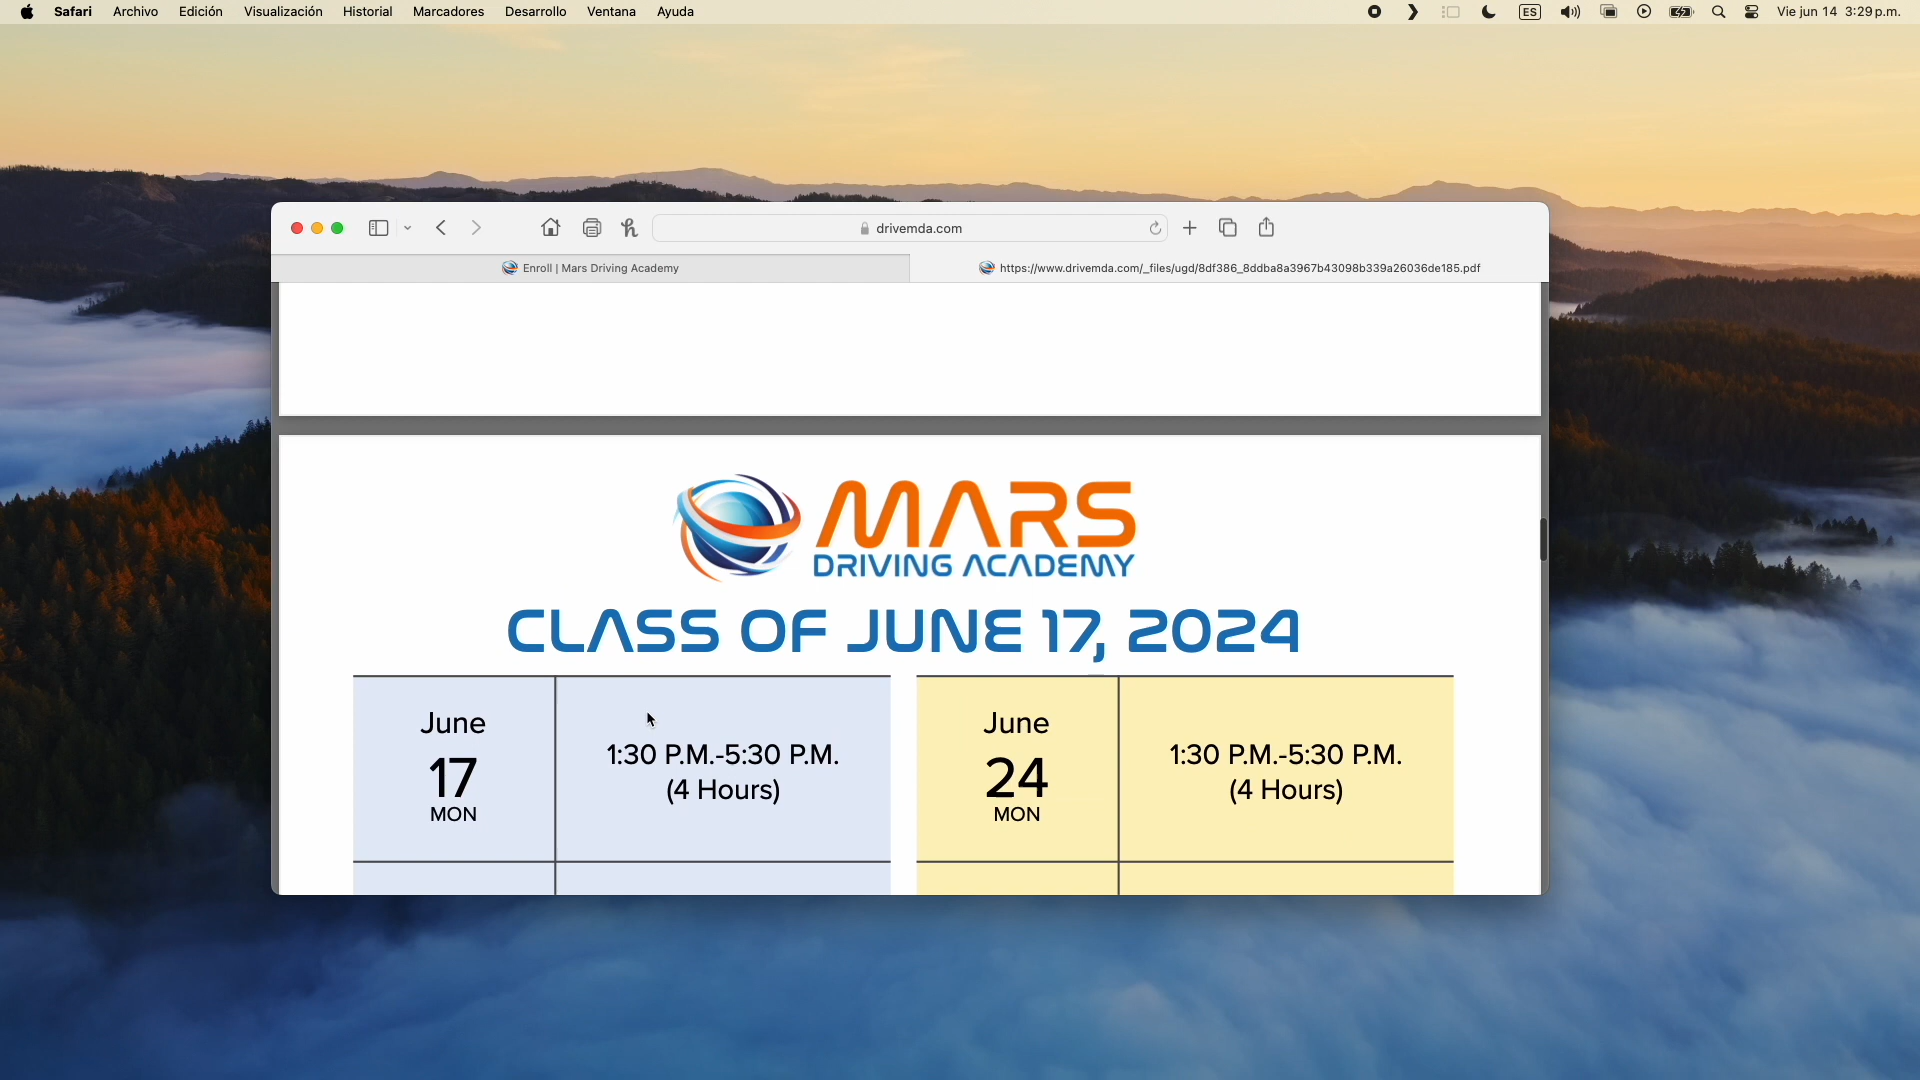 Safari Archivo Edición Visualización Historial Marcadores Desarrollo Ventana Ayuda
ES
Vie jun 14 3:29 p.m.
drivemda.com
Enroll | Mars Driving Academy
https://www.drivemda.com/_files/ugd/8df386_8ddba8a3967b43098b339a26036de185.pdf
MARS
DRIVING ACADEMY
CLASS OF JUNE 17, 2024
June
17
MON
1:30 P.M.-5:30 P.M.
(4 Hours)
June
24
MON
1:30 P.M.-5:30 P.M.
(4 Hours)